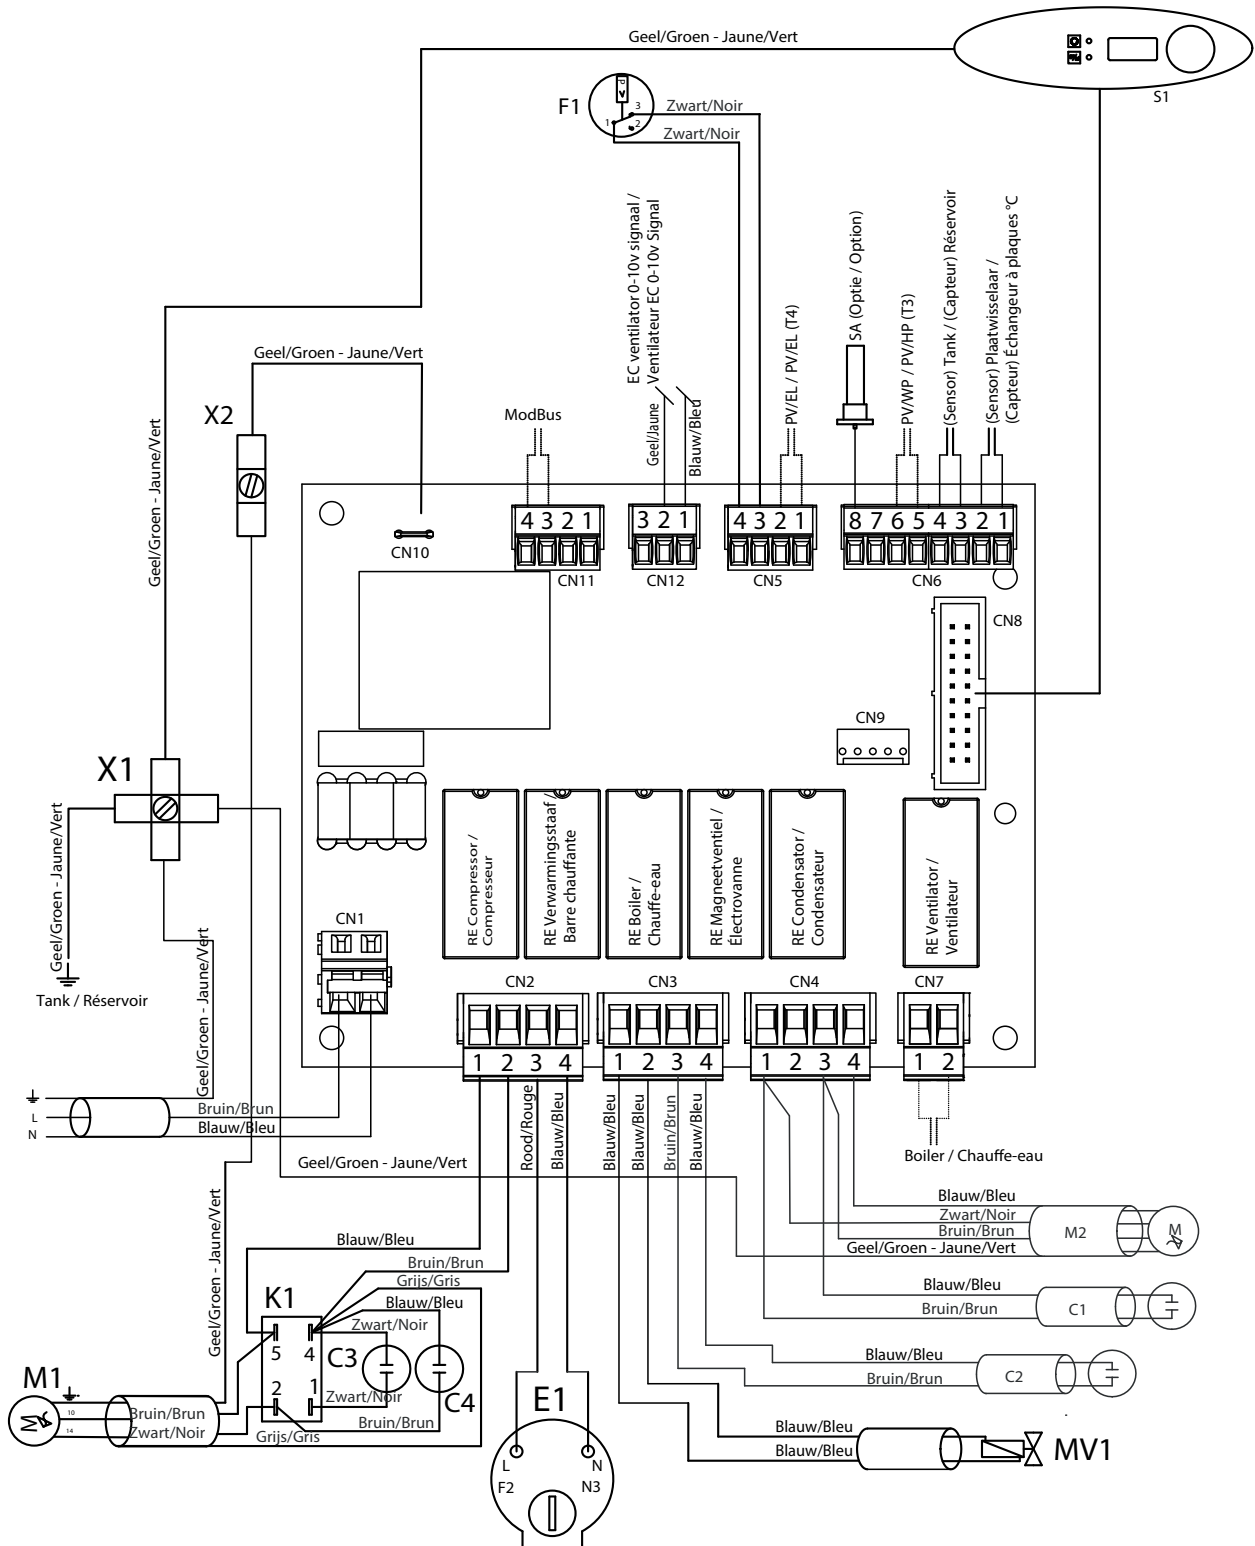 Geel/Groen - Jaune/Vert
S1
F1
P
1
3
2
Zwart/Noir
Zwart/Noir
Geel/Groen - Jaune/Vert
Geel/Groen - Jaune/Vert
X2
ModBus
EC ventilator 0-10v signaal /
Ventilateur EC 0-10v Signal
Geel/Jaune
Blauw/Bleu
PV/EL / PV/EL (T4)
SA (Optie / Option)
PV/WP / PV/HP (T3)
(Sensor) Tank / (Capteur) Réservoir
(Sensor) Plaatwisselaar /
(Capteur) Échangeur à plaques °C
4 3 2 1
3 2 1
4 3 2 1
8 7 6 5 4 3 2 1
CN10
CN11
CN12
CN5
CN6
CN8
CN9
X1
Geel/Groen - Jaune/Vert
Tank / Réservoir
Geel/Groen - Jaune/Vert
CN1
RE Compressor /
Compresseur
RE Verwarmingsstaaf /
Barre chauffante
RE Boiler /
Chauffe-eau
RE Magneetventiel /
Électrovanne
RE Condensator /
Condensateur
RE Ventilator /
Ventilateur
CN2
CN3
CN4
CN7
1 2 3 4
1 2 3 4
1 2 3 4
1 2
Geel/Groen - Jaune/Vert
L
N
Bruin/Brun
Blauw/Bleu
Rood/Rouge
Blauw/Bleu
Blauw/Bleu
Blauw/Bleu
Bruin/Brun
Blauw/Bleu
Boiler / Chauffe-eau
Geel/Groen - Jaune/Vert
Blauw/Bleu
Zwart/Noir
Bruin/Brun
Geel/Groen - Jaune/Vert
M2
M
Geel/Groen - Jaune/Vert
Blauw/Bleu
Bruin/Brun
Grijs/Gris
Blauw/Bleu
Zwart/Noir
K1
5 4
2 1
C3
C4
Zwart/Noir
Bruin/Brun
Grijs/Gris
Blauw/Bleu
Bruin/Brun
C1
Blauw/Bleu
Bruin/Brun
C2
M1
M
10
14
Bruin/Brun
Zwart/Noir
E1
L
N
F2
N3
Blauw/Bleu
Blauw/Bleu
MV1